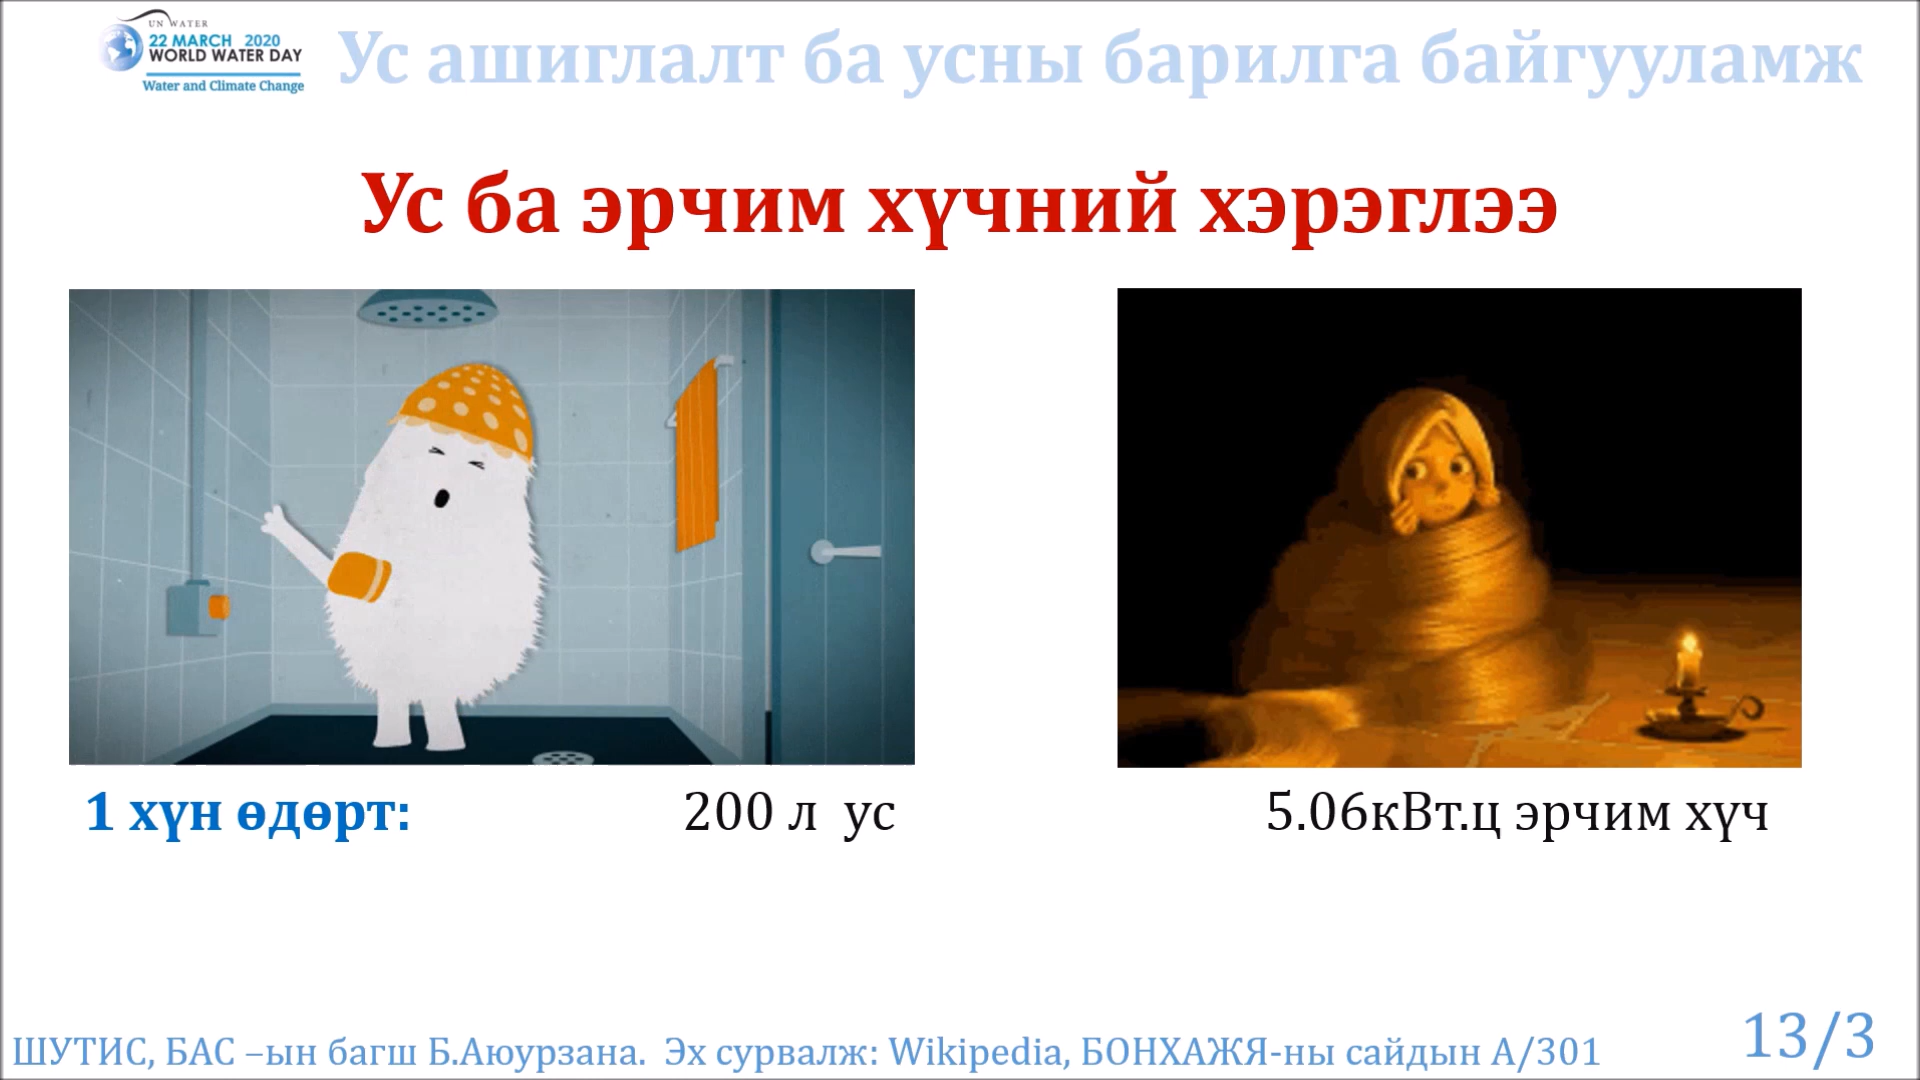 UN WATER
22 MARCH 2020
WORLD WATER DAY
Water and Climate Change
Ус ашиглалт ба усны барилга байгууламж
Ус ба эрчим хүчний хэрэглээ
1 хүн өдөрт: 200 л ус 5.06кВт.ц эрчим хүч
ШУТИС, БАС –ын багш Б.Аюурзана. Эх сурвалж: Wikipedia, БОНХАЖЯ-ны сайдын А/301
13/3